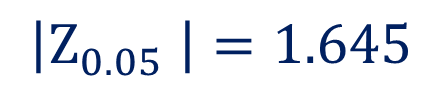 |Z₀.₀₅ | = 1.645